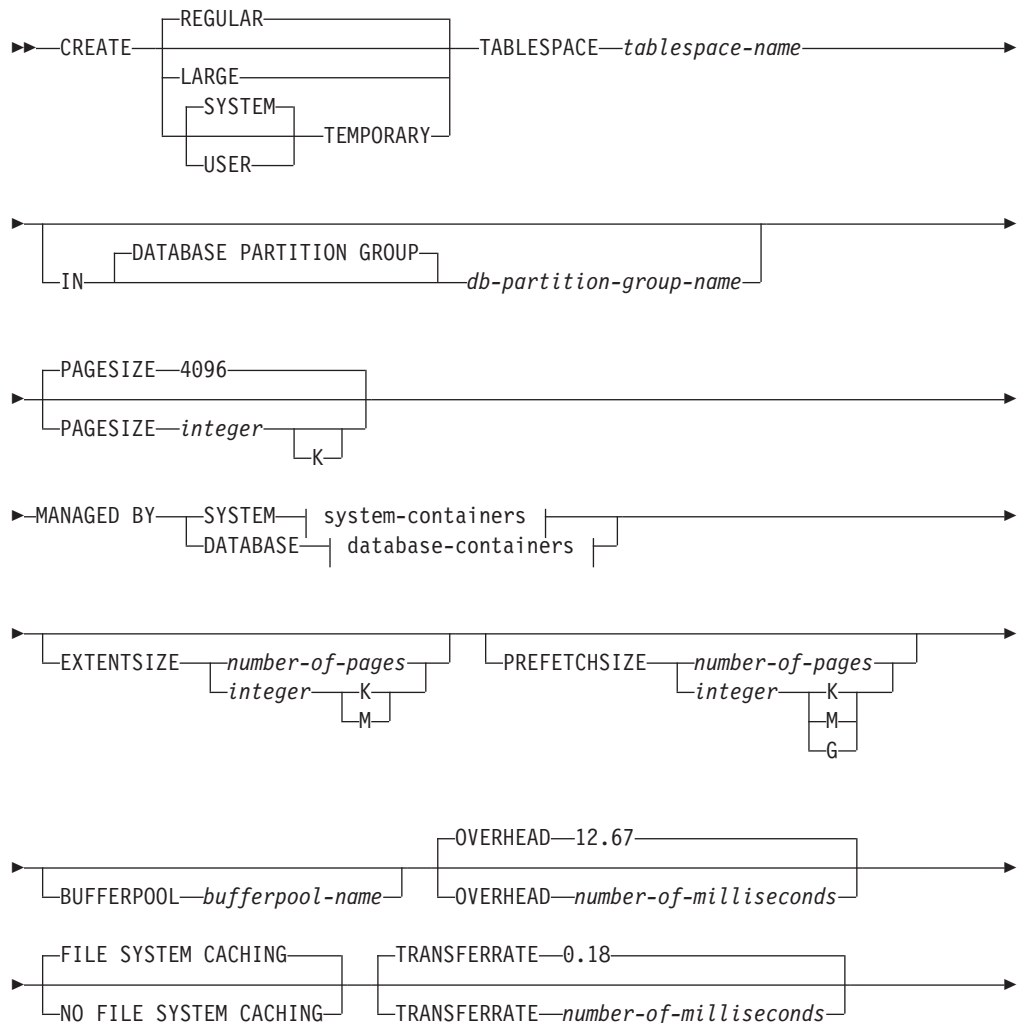 REGULAR
CREATE TABLESPACE tablespace-name
LARGE
SYSTEM
TEMPORARY
USER
DATABASE PARTITION GROUP
IN db-partition-group-name
PAGESIZE 4096
PAGESIZE integer
K
MANAGED BY SYSTEM system-containers
DATABASE database-containers
EXTENTSIZE number-of-pages PREFETCHSIZE number-of-pages
integer K integer K
M M
G
OVERHEAD 12.67
BUFFERPOOL bufferpool-name OVERHEAD number-of-milliseconds
FILE SYSTEM CACHING TRANSFERRATE 0.18
NO FILE SYSTEM CACHING TRANSFERRATE number-of-milliseconds